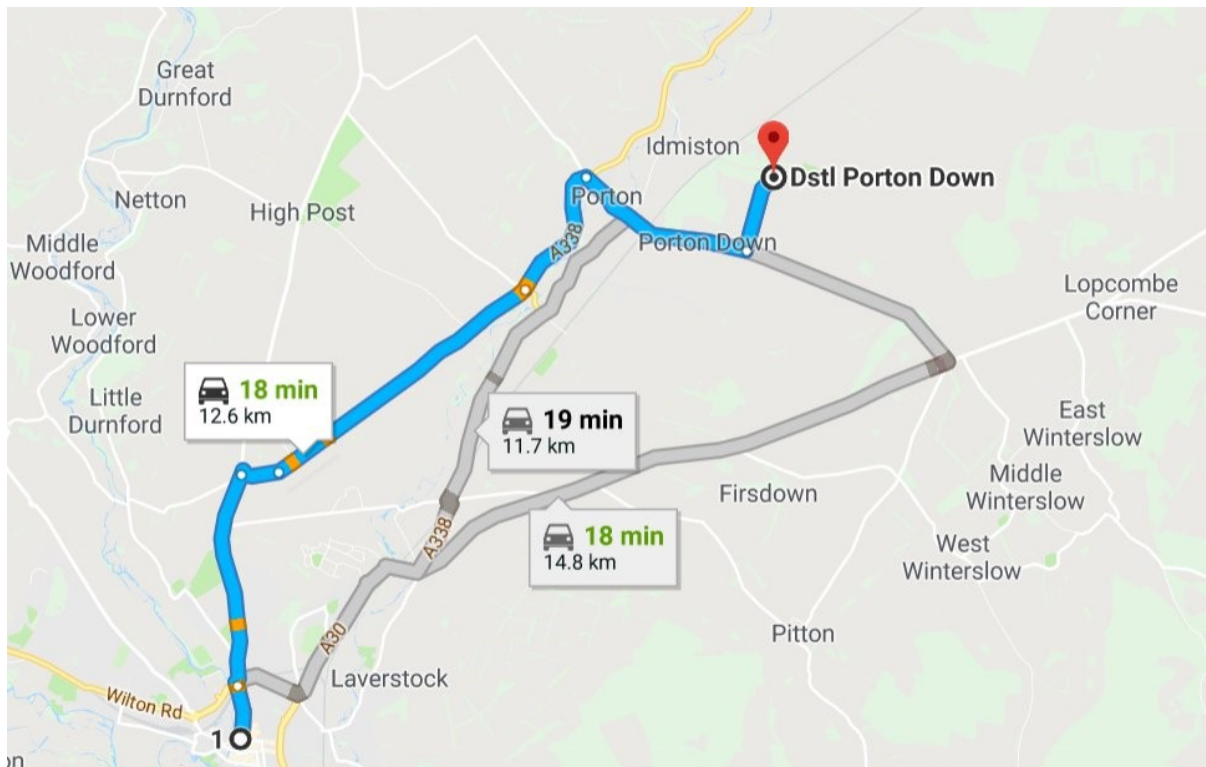 Great
Durnford
Idmiston
Dstl Porton Down
Netton
High Post
Porton
Middle
Woodford
A338
Porton Down
Lopcombe
Corner
Lower
Woodford
18 min
12.6 km
Little
Durnford
19 min
11.7 km
East
Winterslow
Middle
Winterslow
Firsdown
A338
18 min
14.8 km
West
Winterslow
A30
Pitton
Laverstock
Wilton Rd
1
on